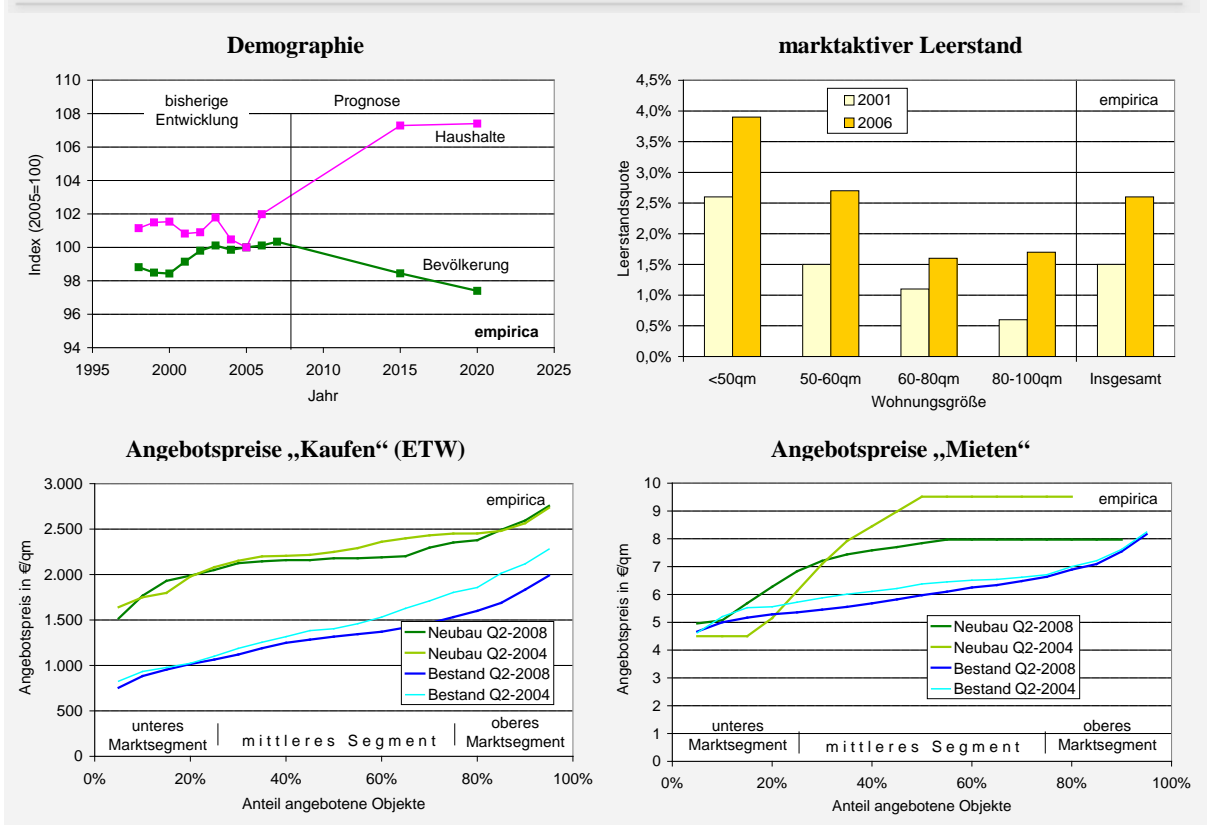 Demographie
110
108
106
104
102
100
98
96
94
Index (2005=100)
bisherige
Entwicklung
Prognose
Haushalte
Bevölkerung
empirica
1995
2000
2005
2010
2015
2020
2025
Jahr
marktaktiver Leerstand
4,5%
4,0%
3,5%
3,0%
2,5%
2,0%
1,5%
1,0%
0,5%
0,0%
Leerstandsquote
2001
2006
empirica
<50qm
50-60qm
60-80qm
80-100qm
Insgesamt
Wohnungsgröße
Angebotspreise „Kaufen“ (ETW)
3.000
2.500
2.000
1.500
1.000
500
0
Angebotspreis in €/qm
empirica
Neubau Q2-2008
Neubau Q2-2004
Bestand Q2-2008
Bestand Q2-2004
unteres
Marktsegment
mittleres Segment
oberes
Marktsegment
0%
20%
40%
60%
80%
100%
Anteil angebotene Objekte
Angebotspreise „Mieten“
10
9
8
7
6
5
4
3
2
1
0
Angebotspreis in €/qm
empirica
Neubau Q2-2008
Neubau Q2-2004
Bestand Q2-2008
Bestand Q2-2004
unteres
Marktsegment
mittleres Segment
oberes
Marktsegment
0%
20%
40%
60%
80%
100%
Anteil angebotene Objekte